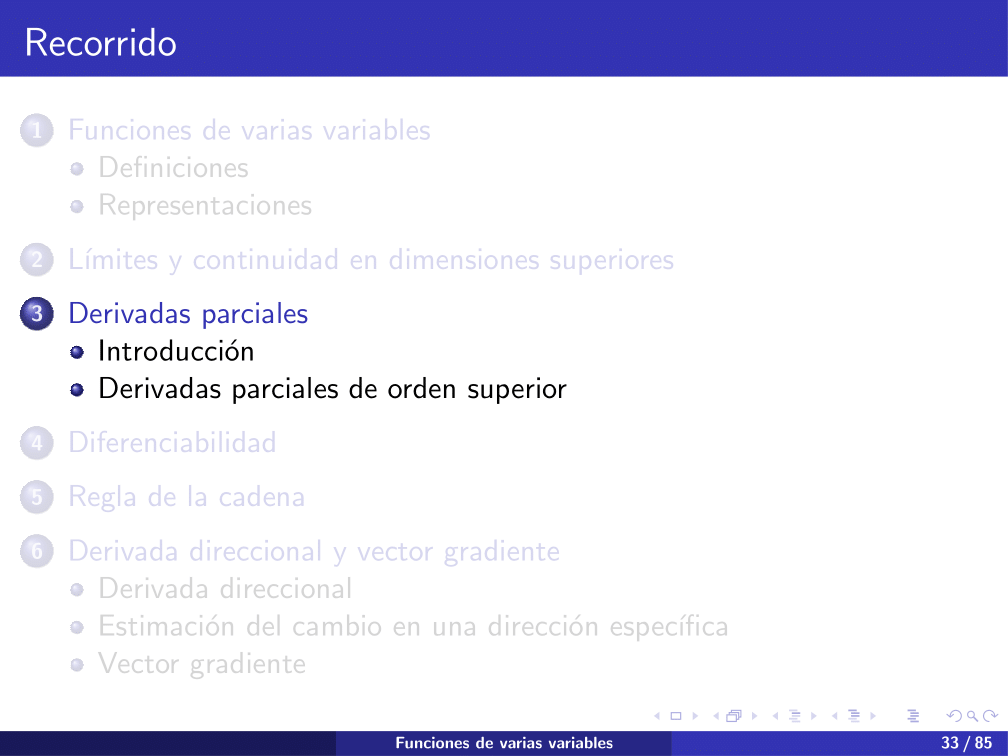 Recorrido
1 Funciones de varias variables
Definiciones
Representaciones
2 Límites y continuidad en dimensiones superiores
3 Derivadas parciales
Introducción
Derivadas parciales de orden superior
4 Diferenciabilidad
5 Regla de la cadena
6 Derivada direccional y vector gradiente
Derivada direccional
Estimación del cambio en una dirección específica
Vector gradiente
Funciones de varias variables
33 / 85